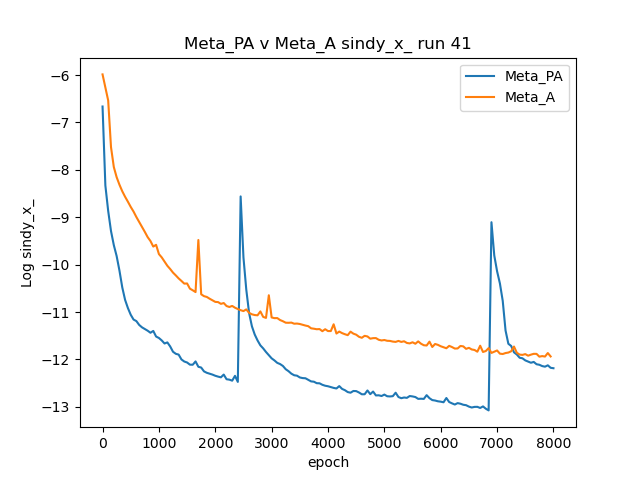 Meta_PA v Meta_A sindy_x_ run 41
Meta_PA
Meta_A
Log sindy_x_
−6
−7
−8
−9
−10
−11
−12
−13
0 1000 2000 3000 4000 5000 6000 7000 8000
epoch